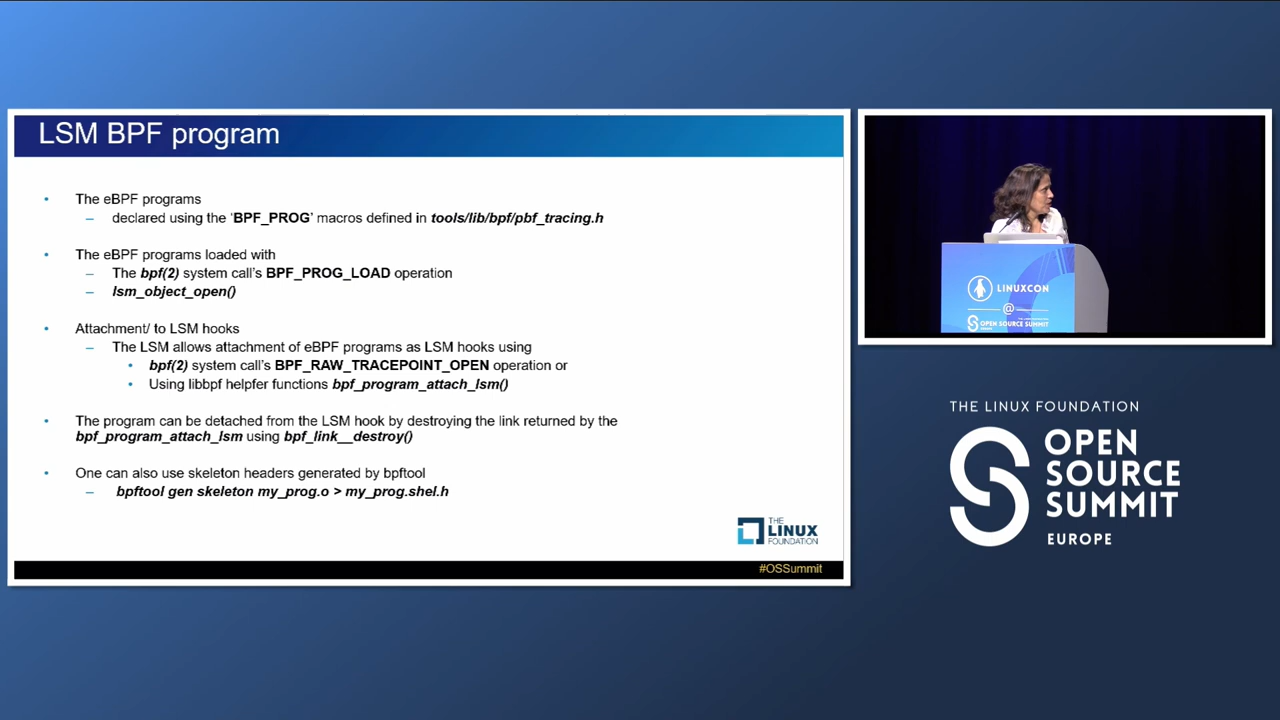 LSM BPF program
• The eBPF programs
– declared using the ‘BPF_PROG’ macros defined in tools/lib/bpf/pbf_tracing.h
• The eBPF programs loaded with
– The bpf(2) system call’s BPF_PROG_LOAD operation
– lsm_object_open()
• Attachment/ to LSM hooks
– The LSM allows attachment of eBPF programs as LSM hooks using
• bpf(2) system call’s BPF_RAW_TRACEPOINT_OPEN operation or
• Using libbpf helpfer functions bpf_program_attach_lsm()
• The program can be detached from the LSM hook by destroying the link returned by the
bpf_program_attach_lsm using bpf_link__destroy()
• One can also use skeleton headers generated by bpftool
– bpftool gen skeleton my_prog.o > my_prog.shel.h
THE
LINUX
FOUNDATION
#OSSummit
LINUXCON
@
OPEN SOURCE SUMMIT
THE LINUX FOUNDATION
OPEN
SOURCE
SUMMIT
EUROPE